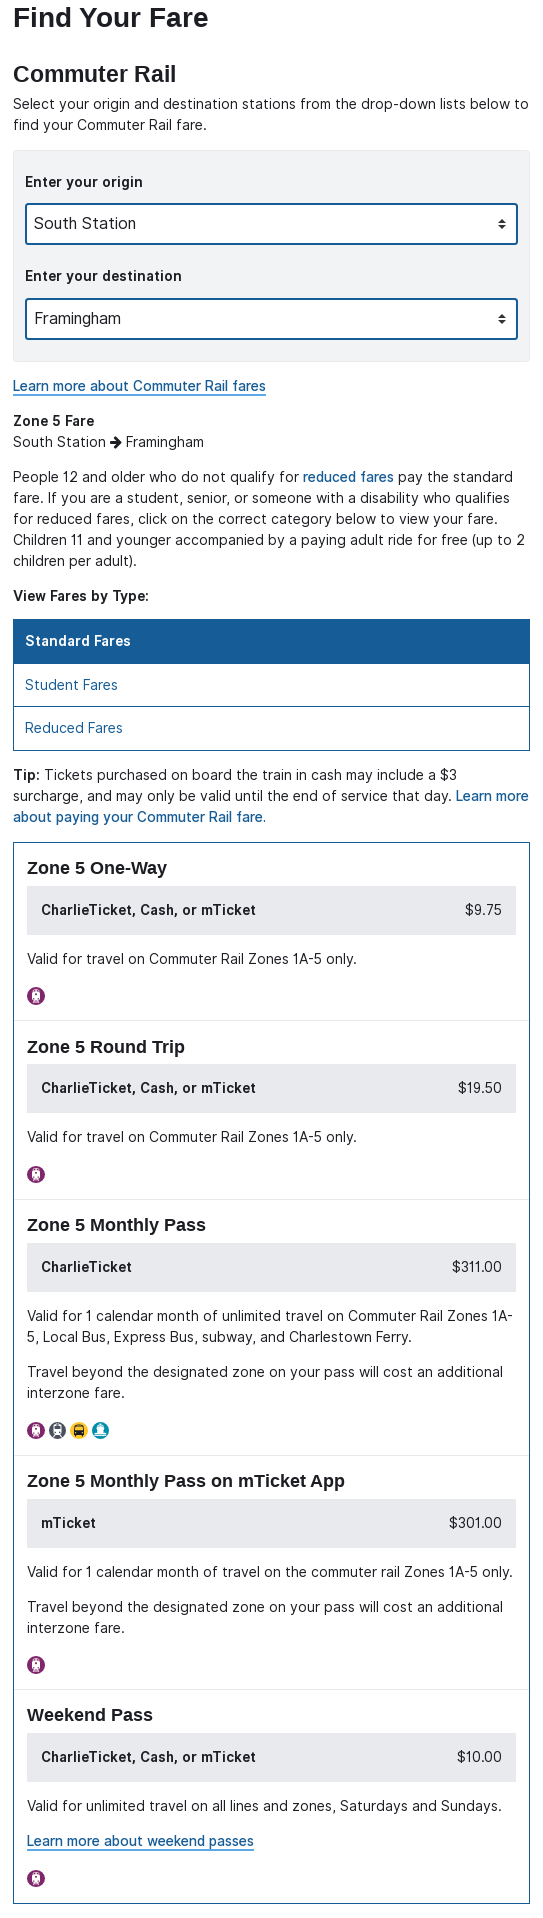 Find Your Fare
Commuter Rail
Select your origin and destination stations from the drop-down lists below to
find your Commuter Rail fare.
Enter your origin
South Station
Enter your destination
Framingham
Learn more about Commuter Rail fares
Zone 5 Fare
South Station → Framingham
People 12 and older who do not qualify for reduced fares pay the standard
fare. If you are a student, senior, or someone with a disability who qualifies
for reduced fares, click on the correct category below to view your fare.
Children 11 and younger accompanied by a paying adult ride for free (up to 2
children per adult).
View Fares by Type:
Standard Fares
Student Fares
Reduced Fares
Tip: Tickets purchased on board the train in cash may include a $3
surcharge, and may only be valid until the end of service that day. Learn more
about paying your Commuter Rail fare.
Zone 5 One-Way
CharlieTicket, Cash, or mTicket $9.75
Valid for travel on Commuter Rail Zones 1A-5 only.
Zone 5 Round Trip
CharlieTicket, Cash, or mTicket $19.50
Valid for travel on Commuter Rail Zones 1A-5 only.
Zone 5 Monthly Pass
CharlieTicket $311.00
Valid for 1 calendar month of unlimited travel on Commuter Rail Zones 1A-
5, Local Bus, Express Bus, subway, and Charlestown Ferry.
Travel beyond the designated zone on your pass will cost an additional
interzone fare.
Zone 5 Monthly Pass on mTicket App
mTicket $301.00
Valid for 1 calendar month of travel on the commuter rail Zones 1A-5 only.
Travel beyond the designated zone on your pass will cost an additional
interzone fare.
Weekend Pass
CharlieTicket, Cash, or mTicket $10.00
Valid for unlimited travel on all lines and zones, Saturdays and Sundays.
Learn more about weekend passes